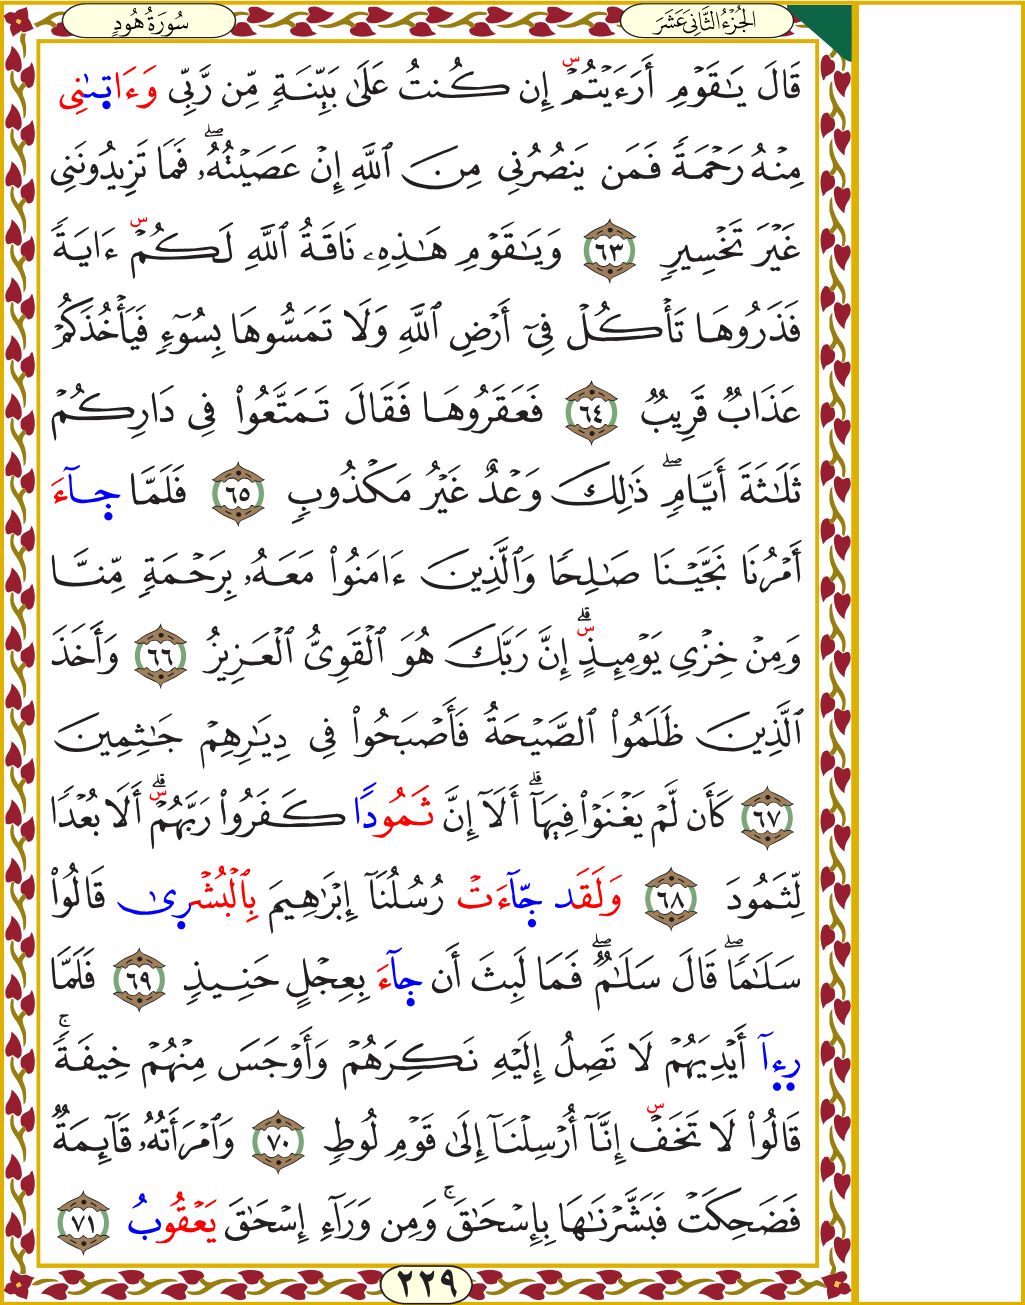 الجُزْءُ الثَّانِيَ عَشَرَ
سُورَةُ هُودٍ
قَالَ يَٰقَوْمِ أَرَءَيْتُمُۥٓ إِن كُنتُ عَلَىٰ بَيِّنَةٖ مِّن رَّبِّى وَءَاتىٰنِى
مِنْهُ رَحْمَةٗ فَمَن يَنصُرُنِى مِنَ ٱللَّهِ إِنْ عَصَيْتُهُۥۖ فَمَا تَزِيدُونَنِى
غَيْرَ تَخْسِيرٖ ٦٣ وَيَٰقَوْمِ هَٰذِهِۦ نَاقَةُ ٱللَّهِ لَكُمْ ءَايَةٗ
فَذَرُوهَا تَأْكُلْ فِىٓ أَرْضِ ٱللَّهِ وَلَا تَمَسُّوهَا بِسُوٓءٖ فَيَأْخُذَكُمْ
عَذَابٞ قَرِيبٞ ٦٤ فَعَقَرُوهَا فَقَالَ تَمَتَّعُوا۟ فِى دَارِكُمْ
ثَلَٰثَةَ أَيَّامٖۖ ذَٰلِكَ وَعْدٌ غَيْرُ مَكْذُوبٖ ٦٥ فَلَمَّا جَآءَ
أَمْرُنَا نَجَّيْنَا صَٰلِحٗا وَٱلَّذِينَ ءَامَنُوا۟ مَعَهُۥ بِرَحْمَةٖ مِّنَّا
وَمِنْ خِزْىِ يَوْمِئِذٍۗ إِنَّ رَبَّكَ هُوَ ٱلْقَوِىُّ ٱلْعَزِيزُ ٦٦ وَأَخَذَ
ٱلَّذِينَ ظَلَمُوا۟ ٱلصَّيْحَةُ فَأَصْبَحُوا۟ فِى دِيَٰرِهِمْ جَٰثِمِينَ
٦٧ كَأَن لَّمْ يَغْنَوْا۟ فِيهَآۗ أَلَآ إِنَّ ثَمُودٗا كَفَرُوا۟ رَبَّهُمْۗ أَلَا بُعْدٗا
لِّثَمُودَ ٦٨ وَلَقَد جَّآءَتْ رُسُلُنَآ إِبْرَٰهِيمَ بِٱلْبُشْرِىٰ قَالُوا۟
سَلَٰمٗاۖ قَالَ سَلَٰمٞۖ فَمَا لَبِثَ أَن جَآءَ بِعِجْلٍ حَنِيذٖ ٦٩ فَلَمَّا
رِءِآ أَيْدِيَهُمْ لَا تَصِلُ إِلَيْهِ نَكِرَهُمْ وَأَوْجَسَ مِنْهُمْ خِيفَةٗۚ
قَالُوا۟ لَا تَخَفْ إِنَّآ أُرْسِلْنَآ إِلَىٰ قَوْمِ لُوطٖ ٧٠ وَٱمْرَأَتُهُۥ قَآئِمَةٞ
فَضَحِكَتْ فَبَشَّرْنَٰهَا بِإِسْحَٰقَۚ وَمِن وَرَآءِ إِسْحَٰقَ يَعْقُوبُ ٧١
٢٢٩